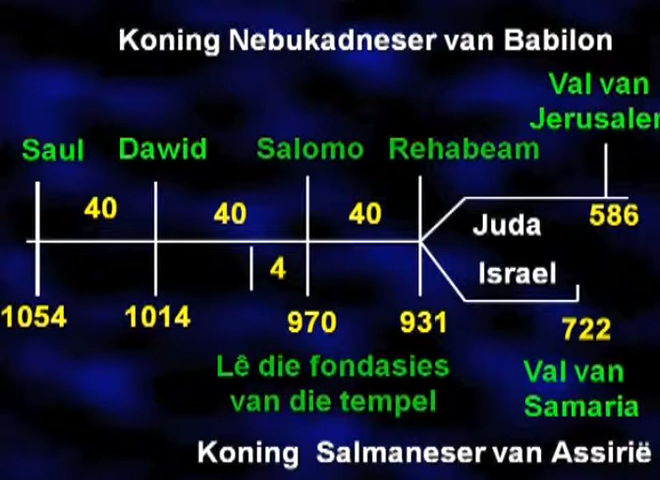 Koning Nebukadneser van Babilon
Val van
Jerusaler
Saul Dawid Salomo Rehabeam
40 40 40
586
Juda
4
Israel
1054 1014 970 931
722
Lê die fondasies
van die tempel
Val van
Samaria
Koning Salmaneser van Assirië